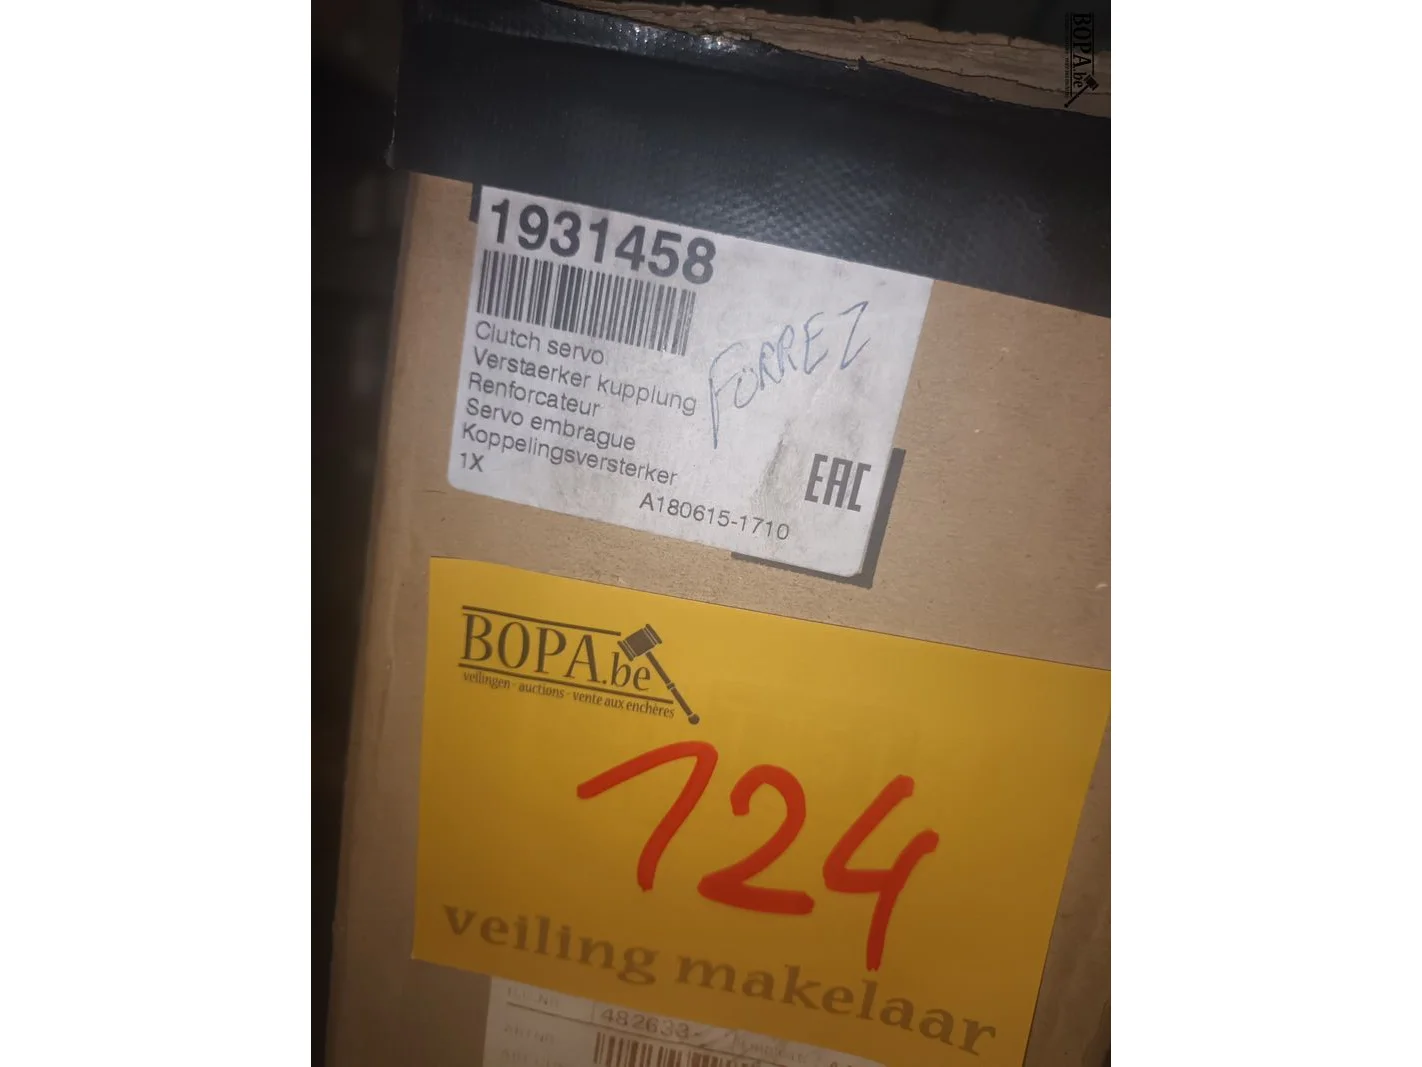 BOPA.be
1931458
Clutch servo
Verstaerker kupplung
Renforcateur
Servo embrague
Koppelingsversterker
1X
A180615-1710
FORREZ
EAC
BOPA.be
veilingen - auctions - vente aux enchères
124
veiling makelaar
482633